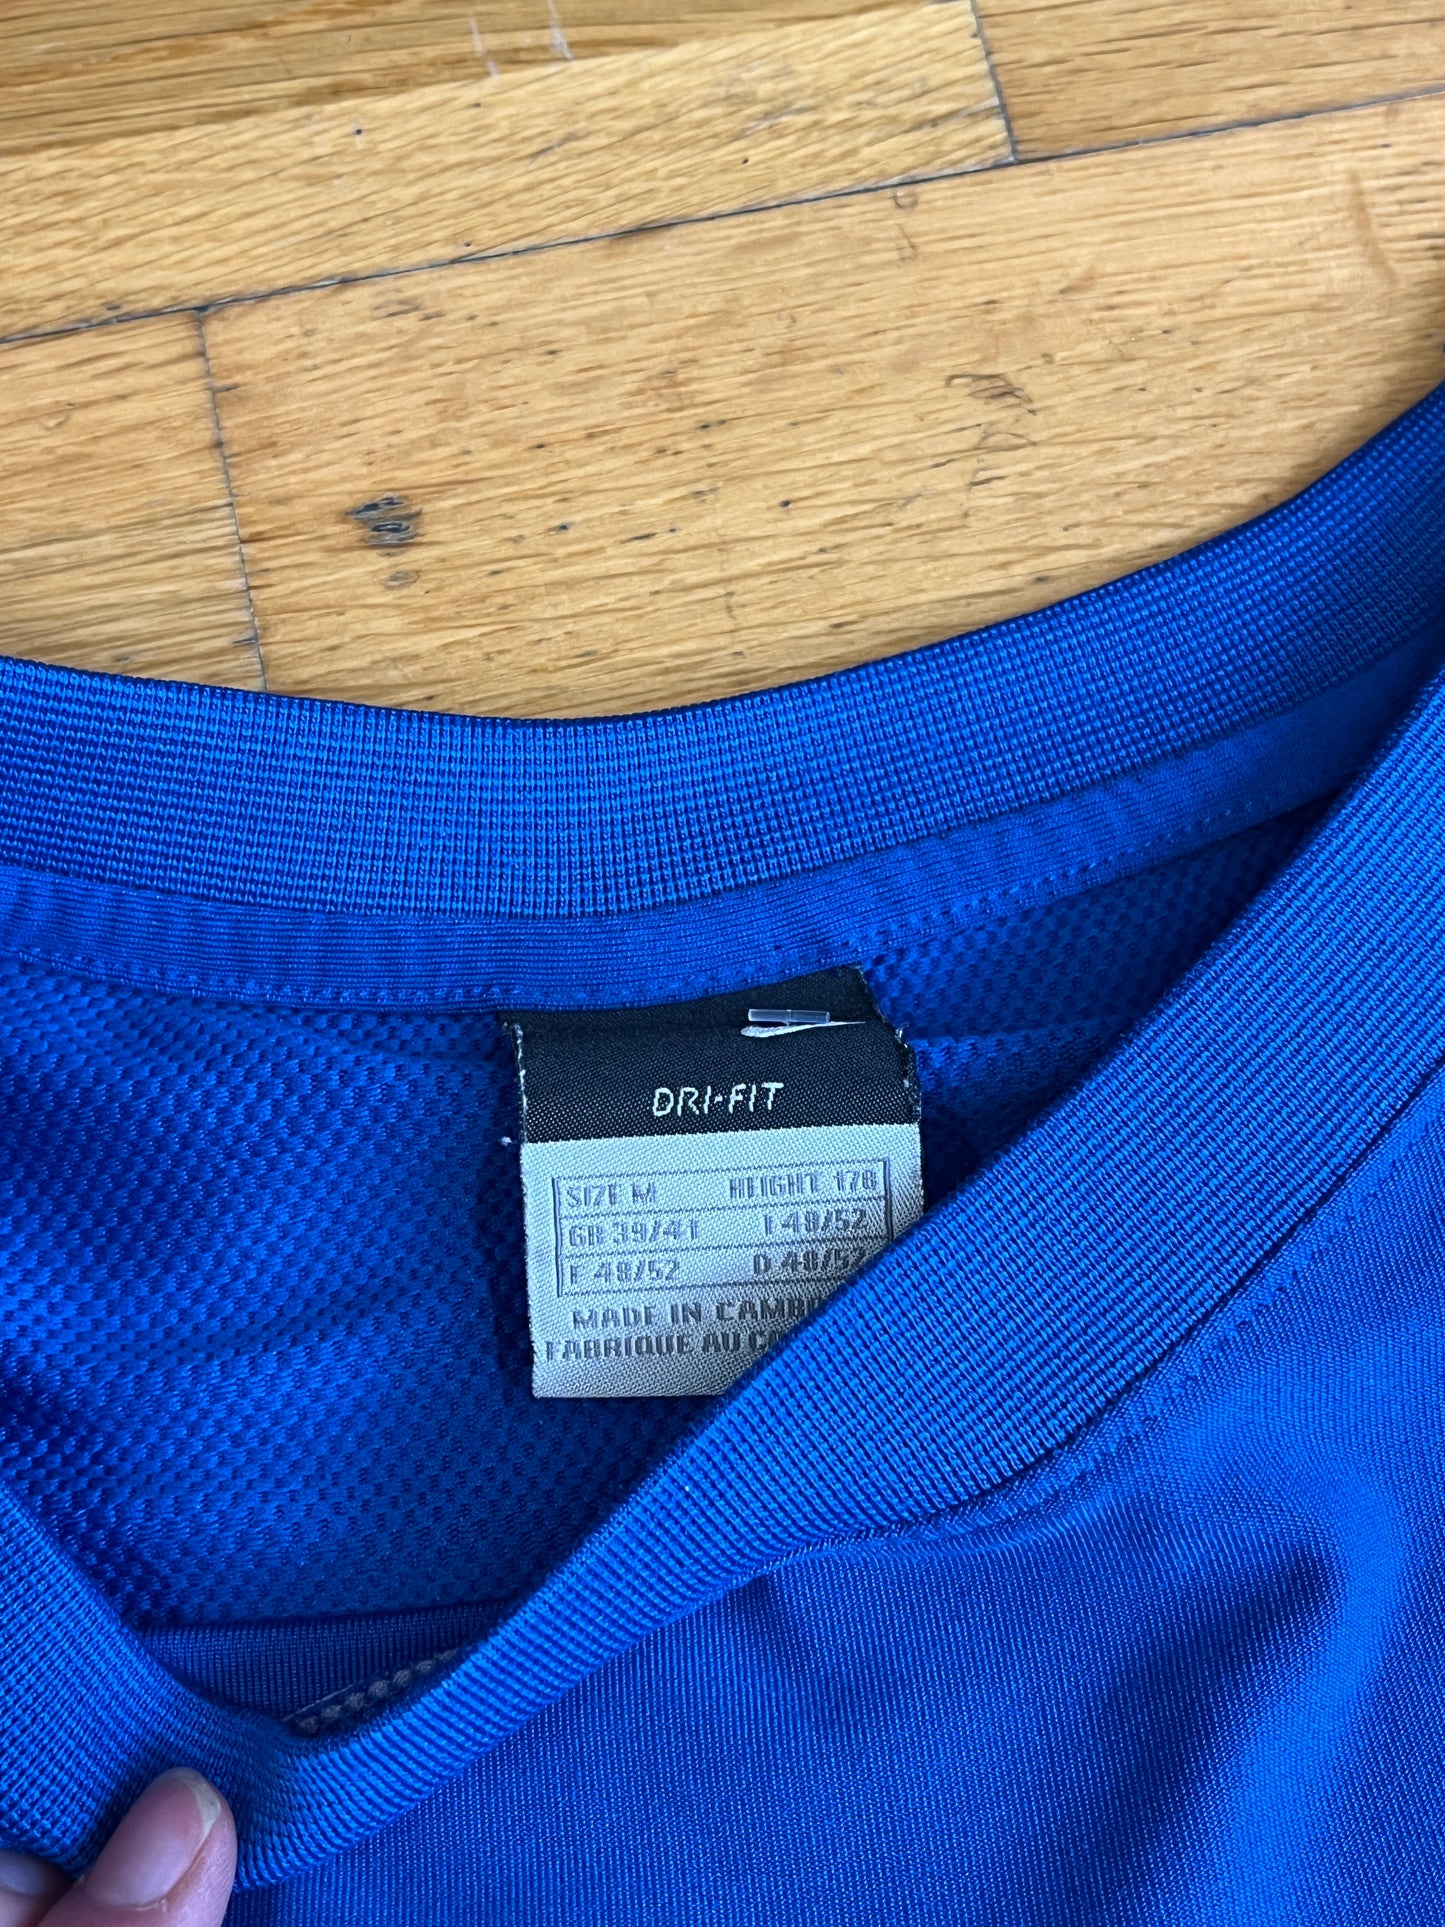 DRI-FIT
SIZE M HEIGHT 178
GB 39/41 I 48/52
E 48/52 D 48/52
MADE IN CAMB
FABRIQUE AU CA